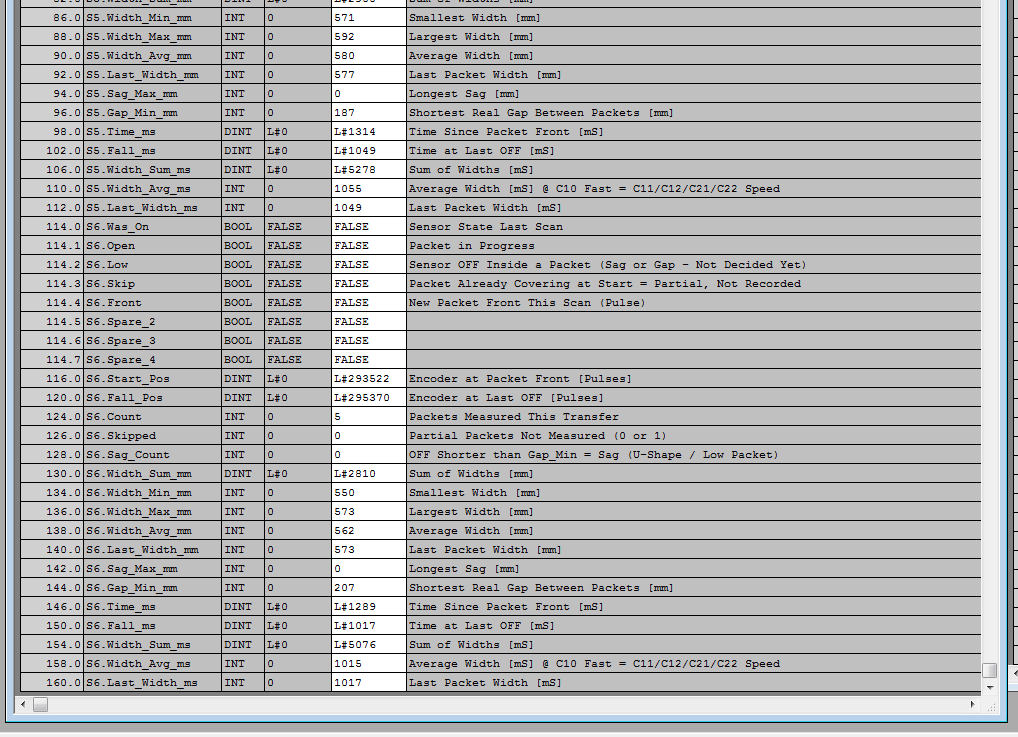 86.0 S5.Width_Min_mm INT 0 571 Smallest Width [mm]
88.0 S5.Width_Max_mm INT 0 592 Largest Width [mm]
90.0 S5.Width_Avg_mm INT 0 580 Average Width [mm]
92.0 S5.Last_Width_mm INT 0 577 Last Packet Width [mm]
94.0 S5.Sag_Max_mm INT 0 0 Longest Sag [mm]
96.0 S5.Gap_Min_mm INT 0 187 Shortest Real Gap Between Packets [mm]
98.0 S5.Time_ms DINT L#0 L#1314 Time Since Packet Front [mS]
102.0 S5.Fall_ms DINT L#0 L#1049 Time at Last OFF [mS]
106.0 S5.Width_Sum_ms DINT L#0 L#5278 Sum of Widths [mS]
110.0 S5.Width_Avg_ms INT 0 1055 Average Width [mS] @ C10 Fast = C11/C12/C21/C22 Speed
112.0 S5.Last_Width_ms INT 0 1049 Last Packet Width [mS]
114.0 S6.Was_On BOOL FALSE FALSE Sensor State Last Scan
114.1 S6.Open BOOL FALSE FALSE Packet in Progress
114.2 S6.Low BOOL FALSE FALSE Sensor OFF Inside a Packet (Sag or Gap - Not Decided Yet)
114.3 S6.Skip BOOL FALSE FALSE Packet Already Covering at Start = Partial, Not Recorded
114.4 S6.Front BOOL FALSE FALSE New Packet Front This Scan (Pulse)
114.5 S6.Spare_2 BOOL FALSE FALSE
114.6 S6.Spare_3 BOOL FALSE FALSE
114.7 S6.Spare_4 BOOL FALSE FALSE
116.0 S6.Start_Pos DINT L#0 L#293522 Encoder at Packet Front [Pulses]
120.0 S6.Fall_Pos DINT L#0 L#295370 Encoder at Last OFF [Pulses]
124.0 S6.Count INT 0 5 Packets Measured This Transfer
126.0 S6.Skipped INT 0 0 Partial Packets Not Measured (0 or 1)
128.0 S6.Sag_Count INT 0 0 OFF Shorter than Gap_Min = Sag (U-Shape / Low Packet)
130.0 S6.Width_Sum_mm DINT L#0 L#2810 Sum of Widths [mm]
134.0 S6.Width_Min_mm INT 0 550 Smallest Width [mm]
136.0 S6.Width_Max_mm INT 0 573 Largest Width [mm]
138.0 S6.Width_Avg_mm INT 0 562 Average Width [mm]
140.0 S6.Last_Width_mm INT 0 573 Last Packet Width [mm]
142.0 S6.Sag_Max_mm INT 0 0 Longest Sag [mm]
144.0 S6.Gap_Min_mm INT 0 207 Shortest Real Gap Between Packets [mm]
146.0 S6.Time_ms DINT L#0 L#1289 Time Since Packet Front [mS]
150.0 S6.Fall_ms DINT L#0 L#1017 Time at Last OFF [mS]
154.0 S6.Width_Sum_ms DINT L#0 L#5076 Sum of Widths [mS]
158.0 S6.Width_Avg_ms INT 0 1015 Average Width [mS] @ C10 Fast = C11/C12/C21/C22 Speed
160.0 S6.Last_Width_ms INT 0 1017 Last Packet Width [mS]